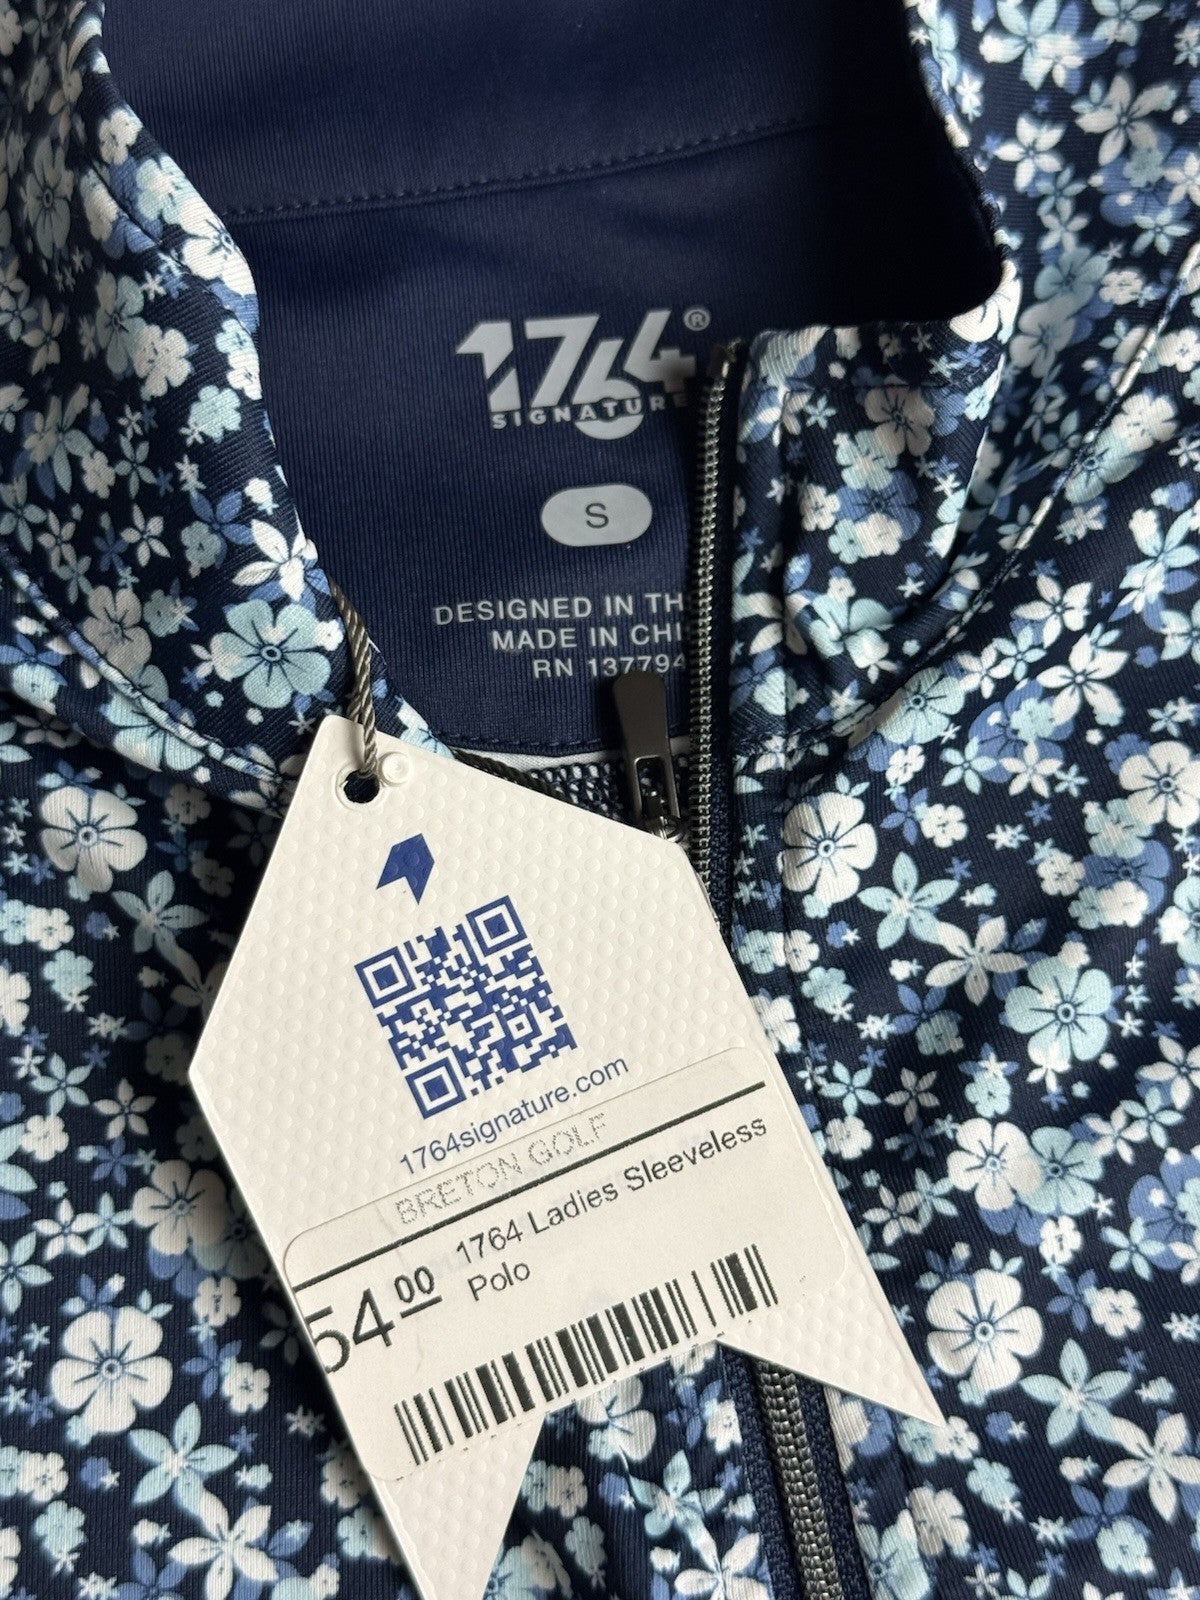 1764®
SIGNATURE
S
DESIGNED IN TH
MADE IN CHI
RN 137794
1764signature.com
BRETON GOLF
54.00 1764 Ladies Sleeveless
Polo